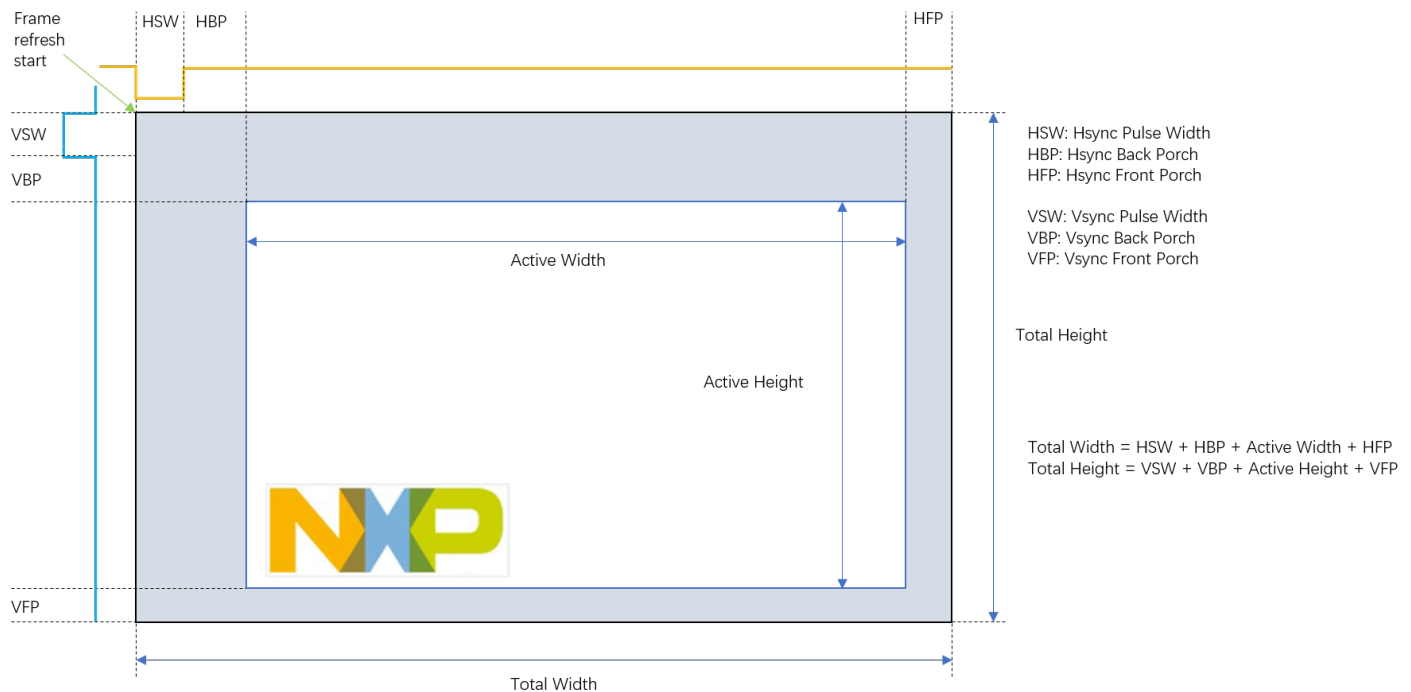 Frame
refresh
start
HSW
HBP
HFP
VSW
VBP
VFP
Active Width
Active Height
NXP
Total Width
Total Height
HSW: Hsync Pulse Width
HBP: Hsync Back Porch
HFP: Hsync Front Porch
VSW: Vsync Pulse Width
VBP: Vsync Back Porch
VFP: Vsync Front Porch
Total Width = HSW + HBP + Active Width + HFP
Total Height = VSW + VBP + Active Height + VFP